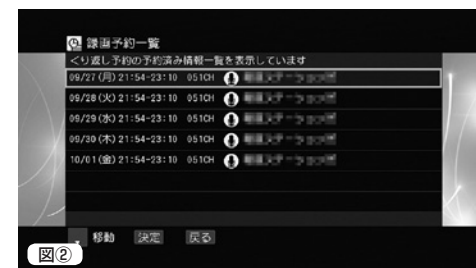 録画予約一覧
くり返し予約の予約済み情報一覧を表示しています
09/27(月)21:54-23:10 051CH
09/28(火)21:54-23:10 051CH
09/29(水)21:54-23:10 051CH
09/30(木)21:54-23:10 051CH
10/01(金)21:54-23:10 051CH
移動 決定 戻る
図②